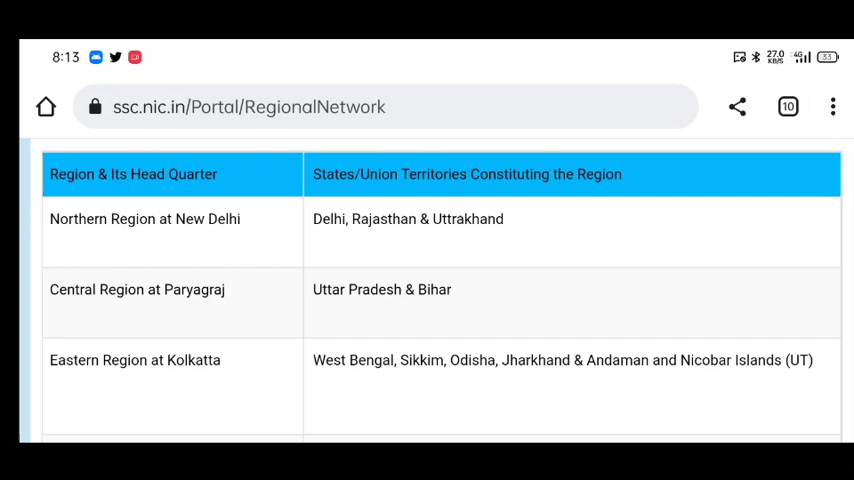 8:13
27.0 KB/S 4G 33
ssc.nic.in/Portal/RegionalNetwork 10
Region & Its Head Quarter States/Union Territories Constituting the Region
Northern Region at New Delhi Delhi, Rajasthan & Uttrakhand
Central Region at Paryagraj Uttar Pradesh & Bihar
Eastern Region at Kolkatta West Bengal, Sikkim, Odisha, Jharkhand & Andaman and Nicobar Islands (UT)